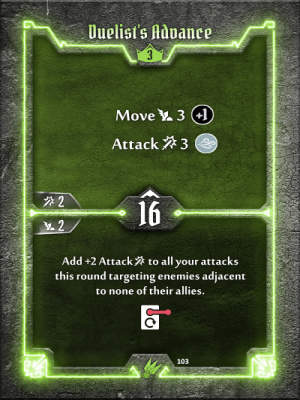 Duelist's Advance
3
Move 3 +1
Attack 3
2
16
2
Add +2 Attack to all your attacks
this round targeting enemies adjacent
to none of their allies.
103